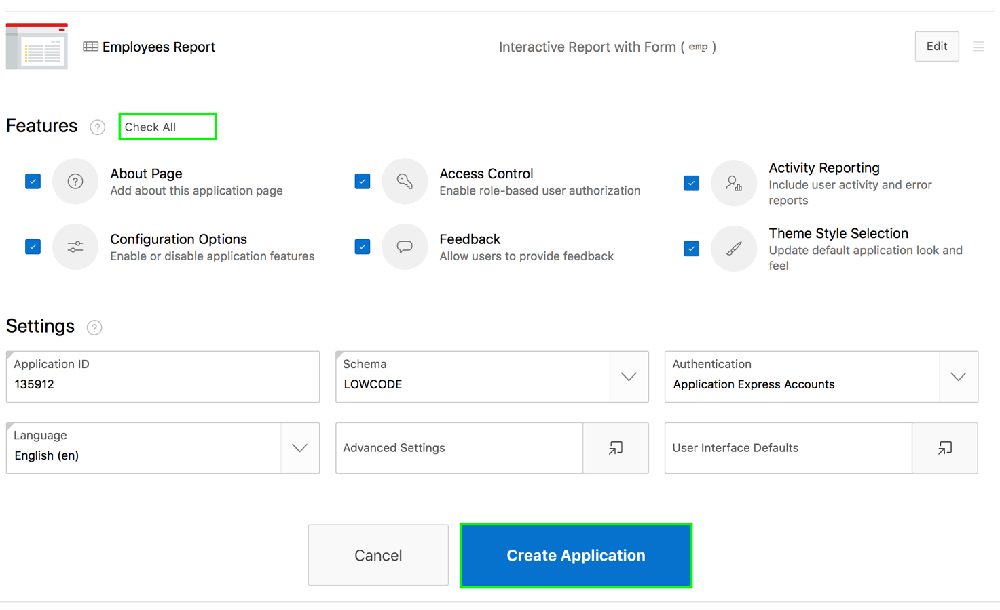 Employees Report
Interactive Report with Form ( emp )
Edit
Features ?
Check All
?
About Page
Add about this application page
Access Control
Enable role-based user authorization
Activity Reporting
Include user activity and error
reports
Configuration Options
Enable or disable application features
Feedback
Allow users to provide feedback
Theme Style Selection
Update default application look and
feel
Settings ?
Application ID
135912
Schema
LOWCODE
Authentication
Application Express Accounts
Language
English (en)
Advanced Settings
User Interface Defaults
Cancel
Create Application